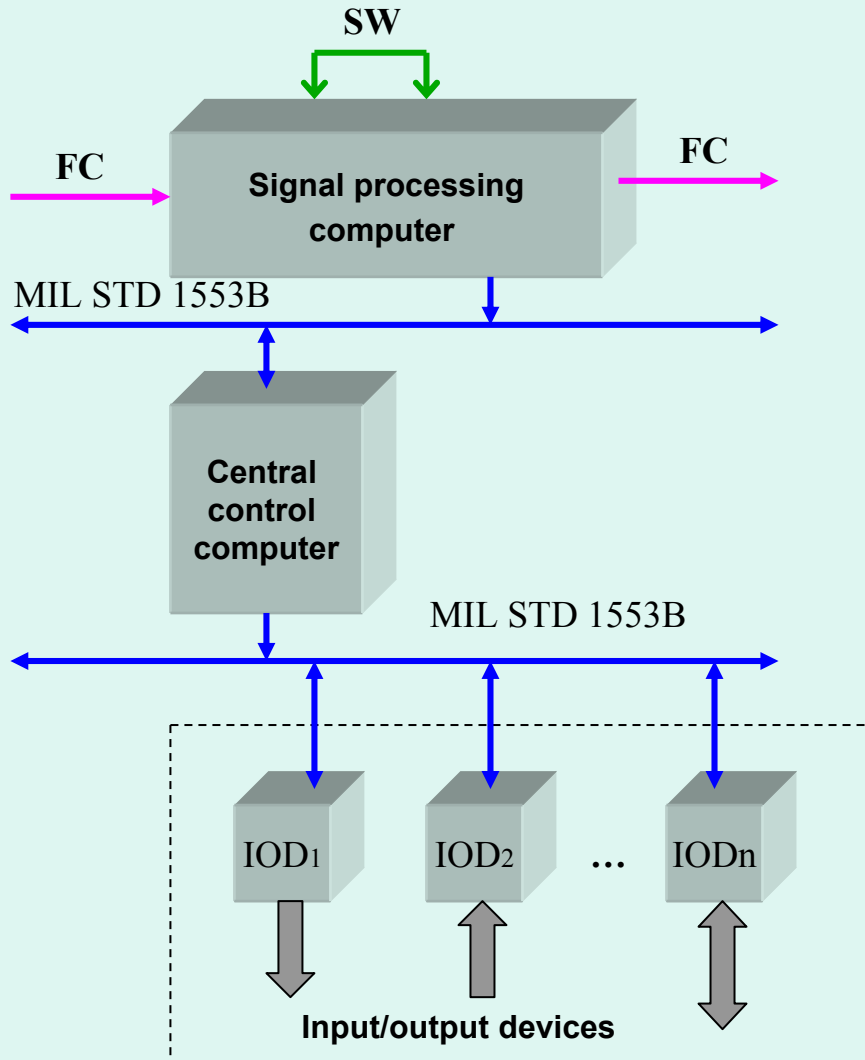 SW
FC
FC
Signal processing
computer
MIL STD 1553B
Central
control
computer
MIL STD 1553B
IOD1
IOD2
...
IODn
Input/output devices